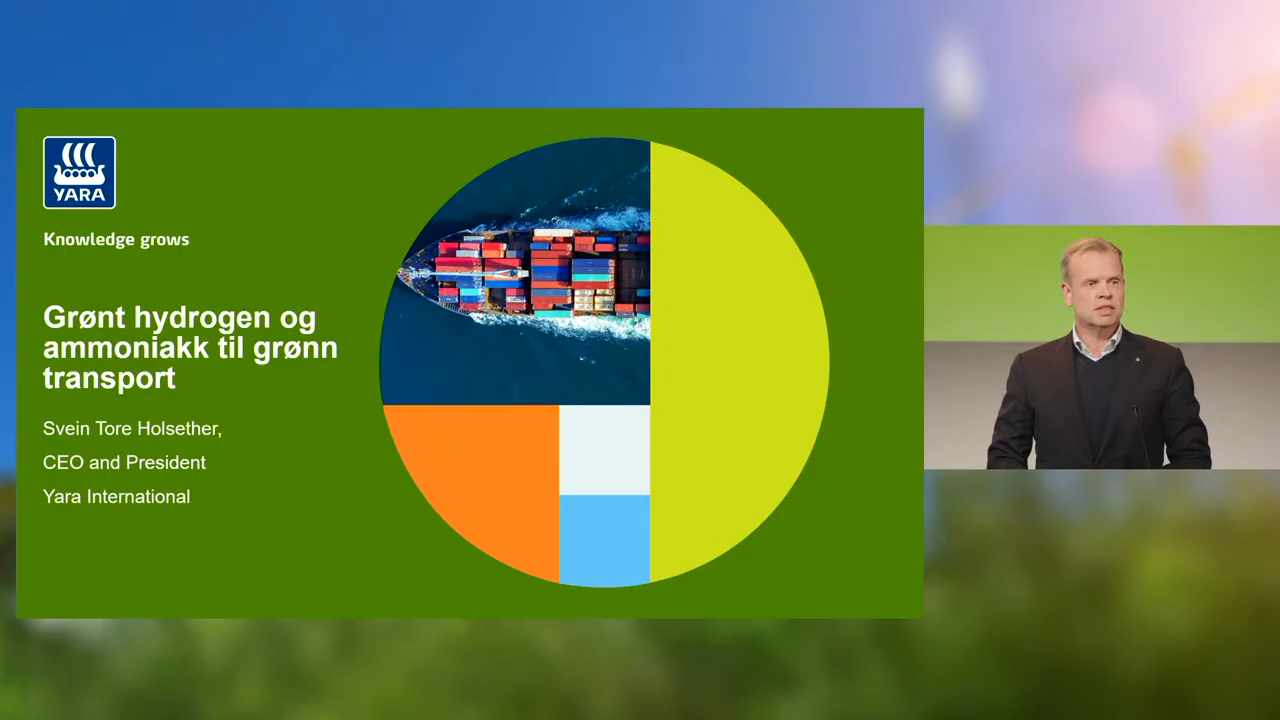 YARA
Knowledge grows
Grønt hydrogen og
ammoniakk til grønn
transport
Svein Tore Holsether,
CEO and President
Yara International